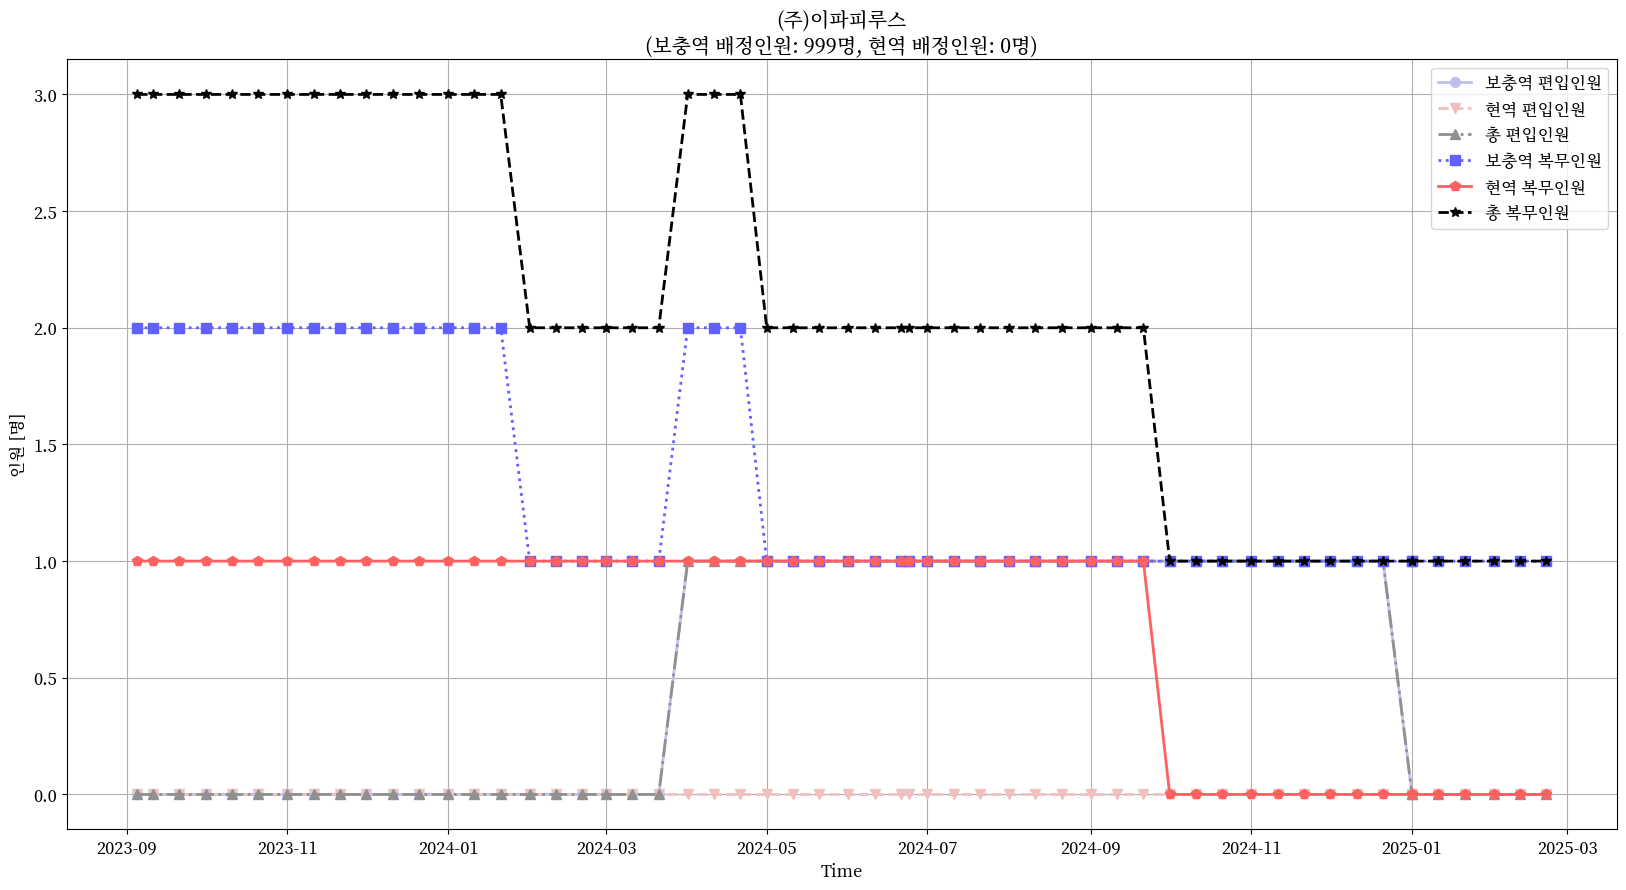 (주)이파피루스
(보충역 배정인원: 999명, 현역 배정인원: 0명)
보충역 편입인원
현역 편입인원
총 편입인원
보충역 복무인원
현역 복무인원
총 복무인원
인원 [명]
3.0
2.5
2.0
1.5
1.0
0.5
0.0
2023-09 2023-11 2024-01 2024-03 2024-05 2024-07 2024-09 2024-11 2025-01 2025-03
Time